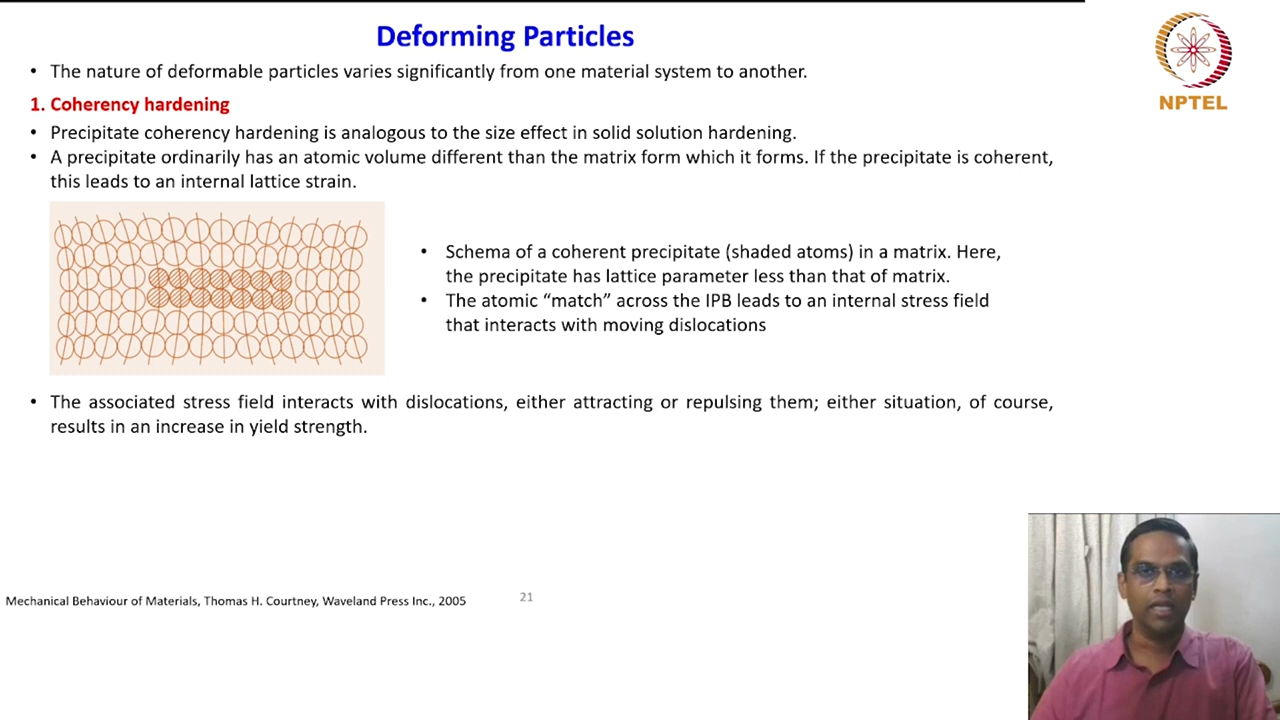 Deforming Particles
• The nature of deformable particles varies significantly from one material system to another.
1. Coherency hardening
• Precipitate coherency hardening is analogous to the size effect in solid solution hardening.
• A precipitate ordinarily has an atomic volume different than the matrix form which it forms. If the precipitate is coherent,
this leads to an internal lattice strain.
• Schema of a coherent precipitate (shaded atoms) in a matrix. Here,
the precipitate has lattice parameter less than that of matrix.
• The atomic “match” across the IPB leads to an internal stress field
that interacts with moving dislocations
• The associated stress field interacts with dislocations, either attracting or repulsing them; either situation, of course,
results in an increase in yield strength.
Mechanical Behaviour of Materials, Thomas H. Courtney, Waveland Press Inc., 2005
21
NPTEL